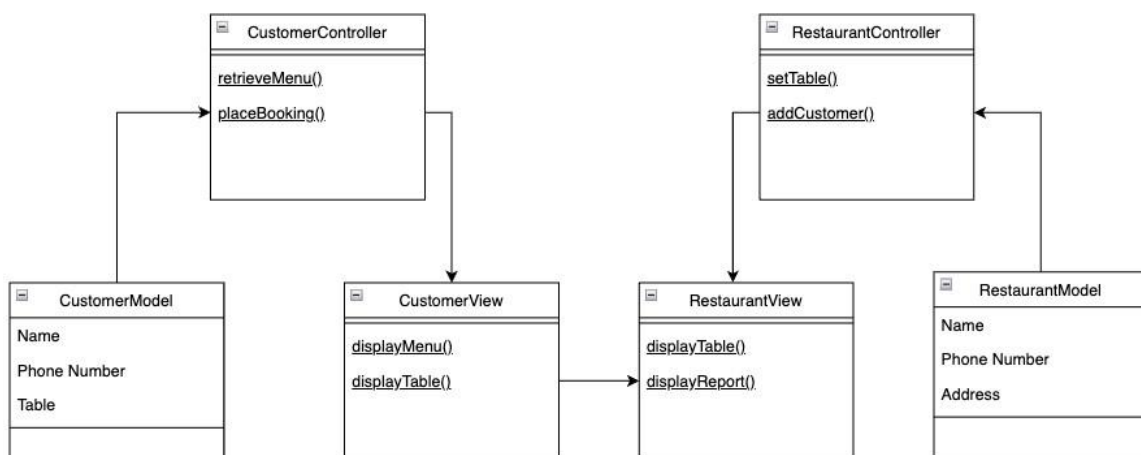 CustomerController
retrieveMenu()
placeBooking()
RestaurantController
setTable()
addCustomer()
CustomerModel
Name
Phone Number
Table
CustomerView
displayMenu()
displayTable()
RestaurantView
displayTable()
displayReport()
RestaurantModel
Name
Phone Number
Address